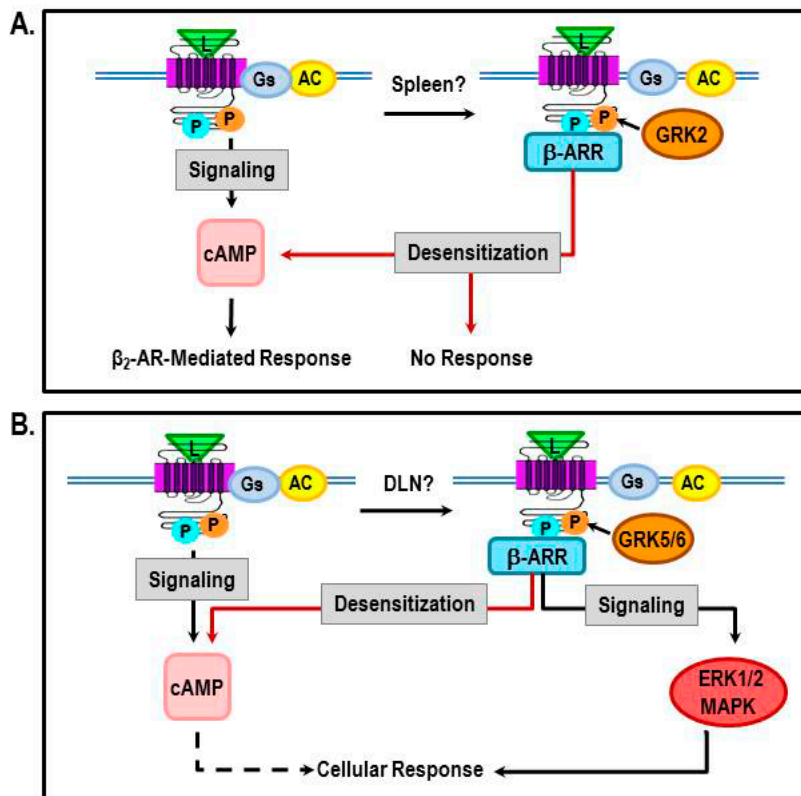 A.
L
Gs
AC
P
P
Spleen?
L
Gs
AC
P
P
GRK2
β-ARR
Signaling
cAMP
Desensitization
β₂-AR-Mediated Response
No Response
B.
L
Gs
AC
P
P
DLN?
L
Gs
AC
P
P
GRK5/6
β-ARR
Signaling
Desensitization
Signaling
cAMP
ERK1/2
MAPK
Cellular Response